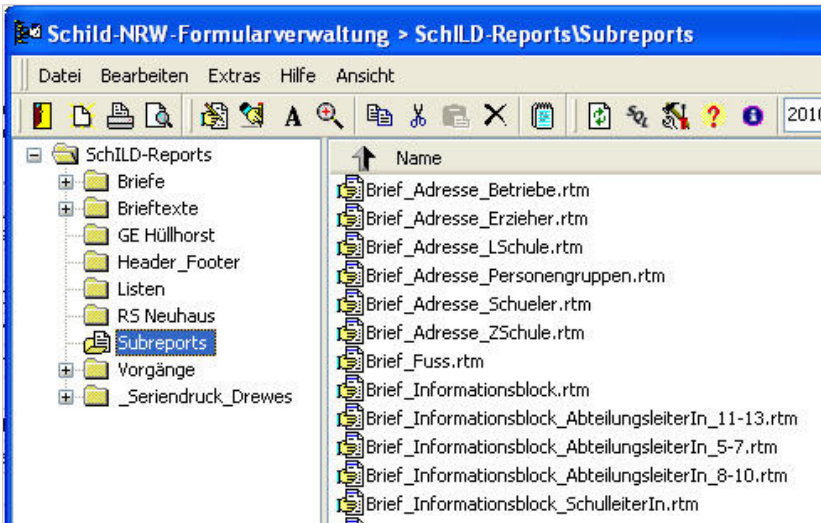 Schild-NRW-Formularverwaltung > SchILD-Reports\Subreports
Datei Bearbeiten Extras Hilfe Ansicht
A SQL ? 2010
SchILD-Reports
Briefe
Brieftexte
GE Hüllhorst
Header_Footer
Listen
RS Neuhaus
Subreports
Vorgänge
_Seriendruck_Drewes
Name
Brief_Adresse_Betriebe.rtm
Brief_Adresse_Erzieher.rtm
Brief_Adresse_LSchule.rtm
Brief_Adresse_Personengruppen.rtm
Brief_Adresse_Schueler.rtm
Brief_Adresse_ZSchule.rtm
Brief_Fuss.rtm
Brief_Informationsblock.rtm
Brief_Informationsblock_AbteilungsleiterIn_11-13.rtm
Brief_Informationsblock_AbteilungsleiterIn_5-7.rtm
Brief_Informationsblock_AbteilungsleiterIn_8-10.rtm
Brief_Informationsblock_SchulleiterIn.rtm